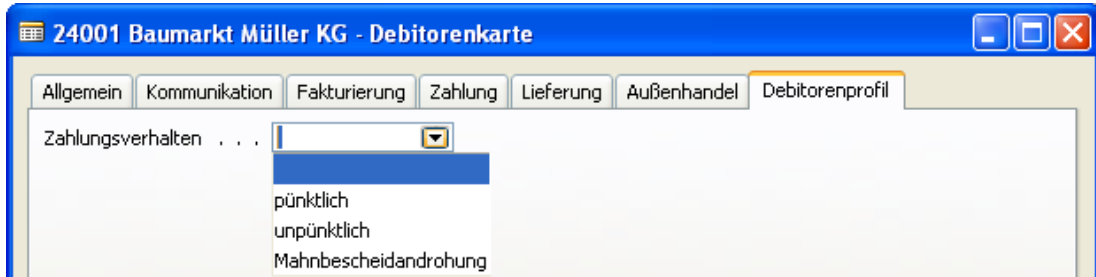 24001 Baumarkt Müller KG - Debitorenkarte
Allgemein Kommunikation Fakturierung Zahlung Lieferung Außenhandel Debitorenprofil
Zahlungsverhalten . . .
pünktlich
unpünktlich
Mahnbescheidandrohung